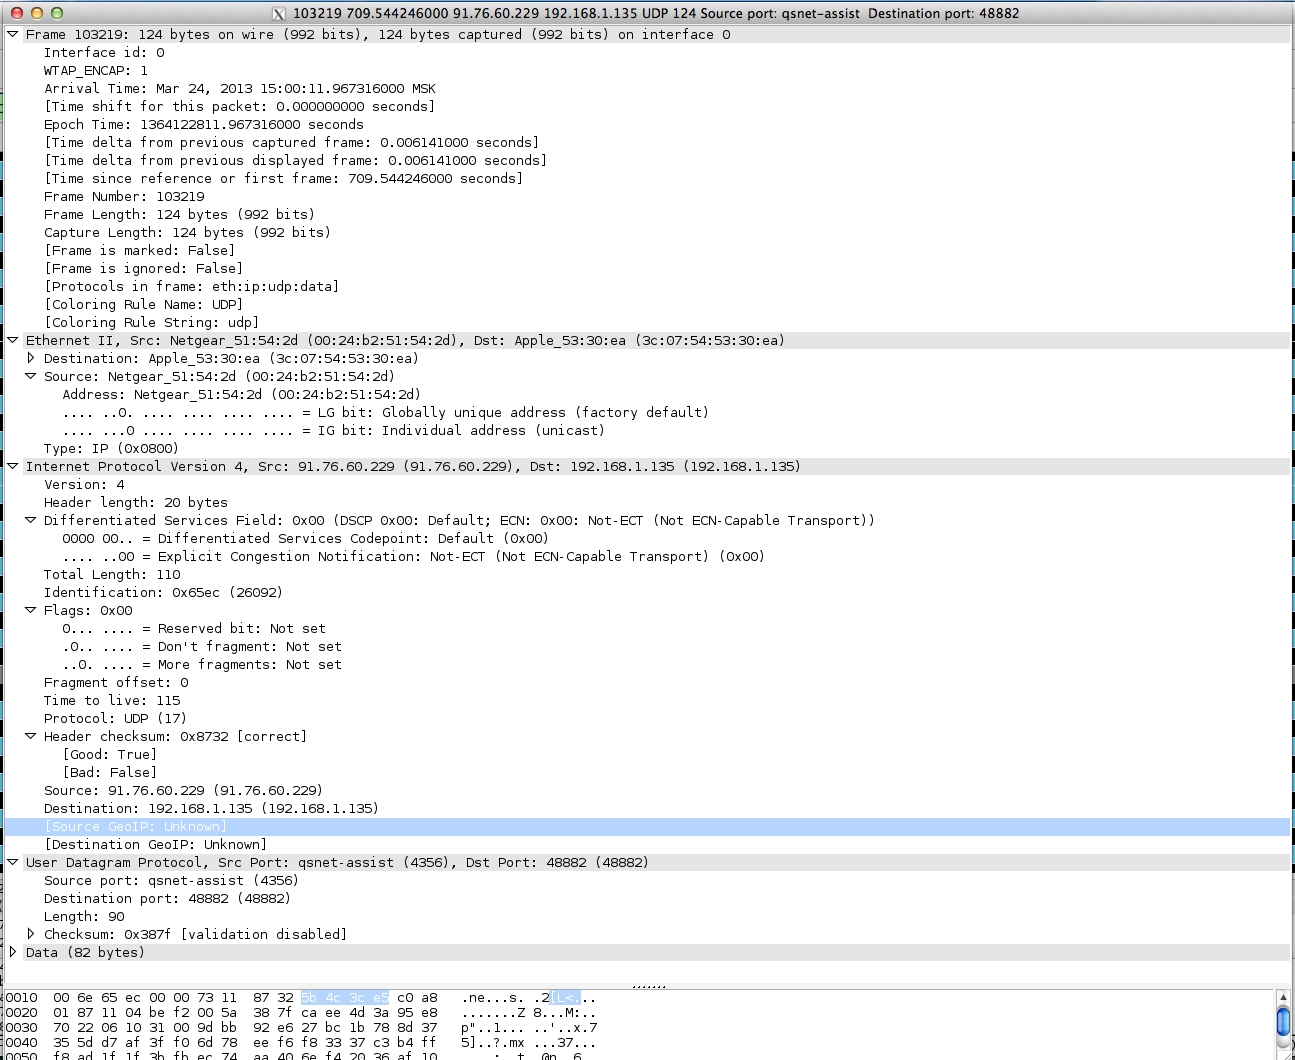 103219 709.544246000 91.76.60.229 192.168.1.135 UDP 124 Source port: qsnet-assist  Destination port: 48882
Frame 103219: 124 bytes on wire (992 bits), 124 bytes captured (992 bits) on interface 0
Interface id: 0
WTAP_ENCAP: 1
Arrival Time: Mar 24, 2013 15:00:11.967316000 MSK
[Time shift for this packet: 0.000000000 seconds]
Epoch Time: 1364122811.967316000 seconds
[Time delta from previous captured frame: 0.006141000 seconds]
[Time delta from previous displayed frame: 0.006141000 seconds]
[Time since reference or first frame: 709.544246000 seconds]
Frame Number: 103219
Frame Length: 124 bytes (992 bits)
Capture Length: 124 bytes (992 bits)
[Frame is marked: False]
[Frame is ignored: False]
[Protocols in frame: eth:ip:udp:data]
[Coloring Rule Name: UDP]
[Coloring Rule String: udp]
Ethernet II, Src: Netgear_51:54:2d (00:24:b2:51:54:2d), Dst: Apple_53:30:ea (3c:07:54:53:30:ea)
Destination: Apple_53:30:ea (3c:07:54:53:30:ea)
Source: Netgear_51:54:2d (00:24:b2:51:54:2d)
Address: Netgear_51:54:2d (00:24:b2:51:54:2d)
.... ..0. .... .... .... .... = LG bit: Globally unique address (factory default)
.... ...0 .... .... .... .... = IG bit: Individual address (unicast)
Type: IP (0x0800)
Internet Protocol Version 4, Src: 91.76.60.229 (91.76.60.229), Dst: 192.168.1.135 (192.168.1.135)
Version: 4
Header length: 20 bytes
Differentiated Services Field: 0x00 (DSCP 0x00: Default; ECN: 0x00: Not-ECT (Not ECN-Capable Transport))
0000 00.. = Differentiated Services Codepoint: Default (0x00)
.... ..00 = Explicit Congestion Notification: Not-ECT (Not ECN-Capable Transport) (0x00)
Total Length: 110
Identification: 0x65ec (26092)
Flags: 0x00
0... .... = Reserved bit: Not set
.0.. .... = Don't fragment: Not set
..0. .... = More fragments: Not set
Fragment offset: 0
Time to live: 115
Protocol: UDP (17)
Header checksum: 0x8732 [correct]
[Good: True]
[Bad: False]
Source: 91.76.60.229 (91.76.60.229)
Destination: 192.168.1.135 (192.168.1.135)
[Source GeoIP: Unknown]
[Destination GeoIP: Unknown]
User Datagram Protocol, Src Port: qsnet-assist (4356), Dst Port: 48882 (48882)
Source port: qsnet-assist (4356)
Destination port: 48882 (48882)
Length: 90
Checksum: 0x387f [validation disabled]
Data (82 bytes)
0010  00 6e 65 ec 00 00 73 11  87 32 5b 4c 3c e5 c0 a8   .ne...s. .2[L<...
0020  01 87 11 04 be f2 00 5a  38 7f ca ee 4d 3a 95 e8   .......Z 8...M:..
0030  70 22 06 10 31 00 9d bb  92 e6 27 bc 1b 78 8d 37   p"..1... ..'..x.7
0040  35 5d d7 af 3f f0 6d 78  ee f6 f8 33 37 c3 b4 ff   5]..?.mx ...37...
0050  f8 ad 1f 1f 3b fb ec 74  aa 40 6e f4 20 36 af 10   ....;..t .@n. 6..